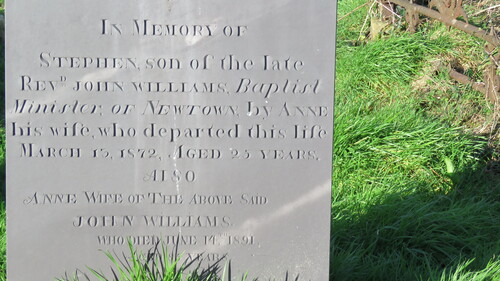 IN MEMORY OF
STEPHEN, son of the late
REVD JOHN WILLIAMS, Baptist
Minister, OF NEWTOWN, by ANNE
his wife, who departed this life
MARCH 15, 1872, AGED 25 YEARS,
ALSO
ANNE WIFE OF THE ABOVE SAID
JOHN WILLIAMS.
WHO DIED JUNE 14TH 1891.
YEARS